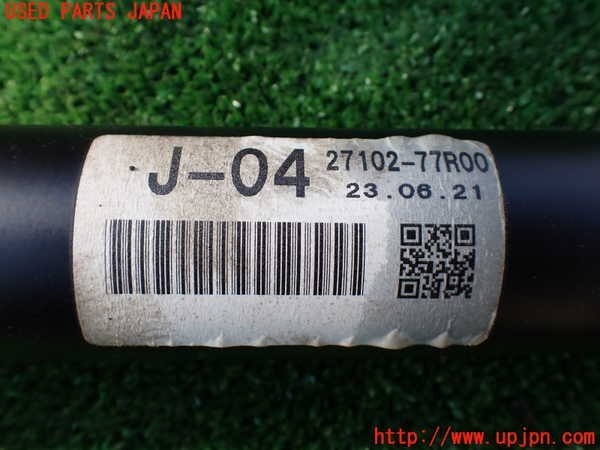 USED PARTS JAPAN
J-04
27102-77R00
23.06.21
http://www.upjpn.com/